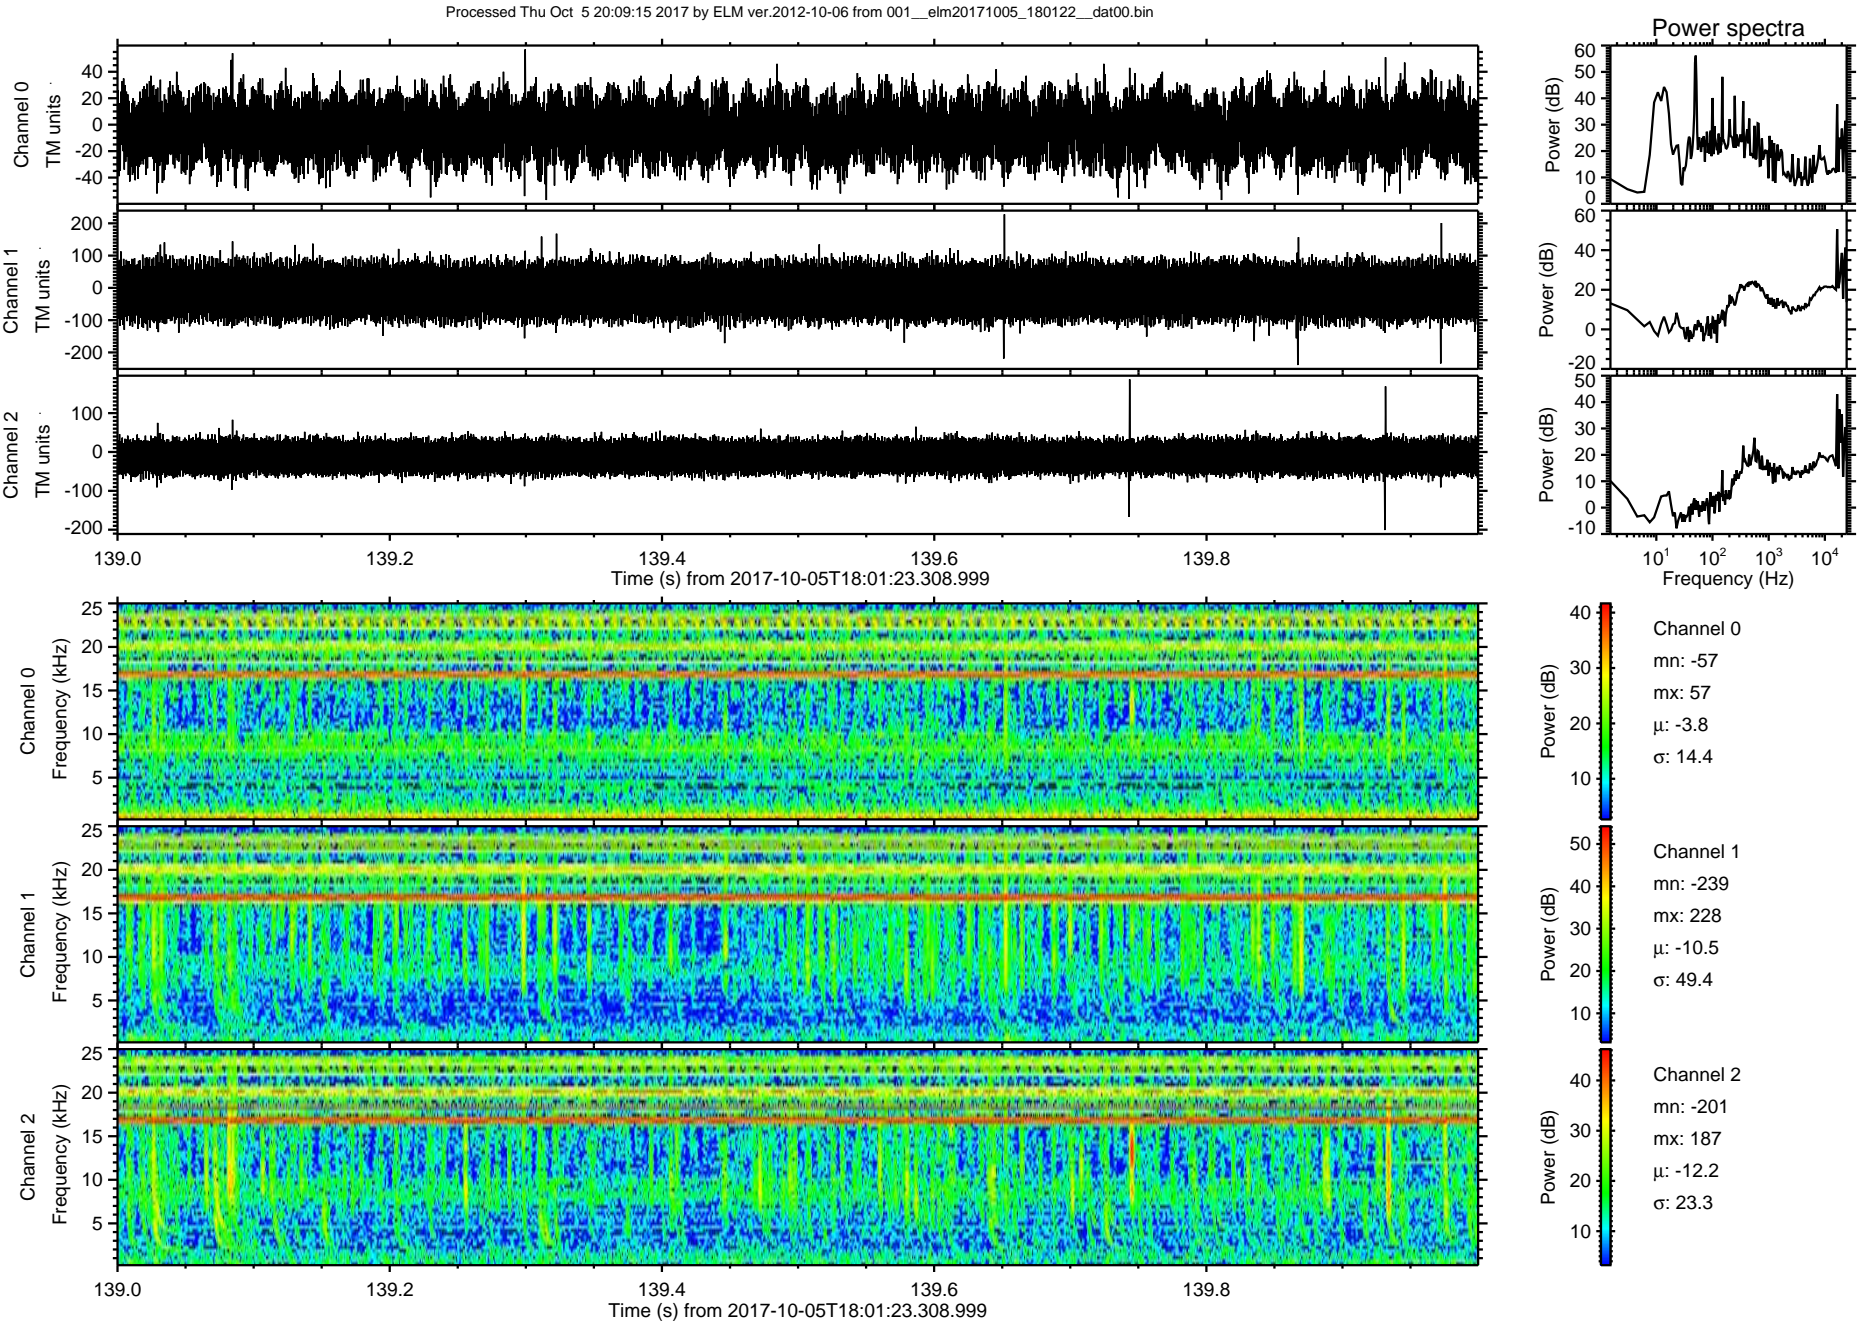 Processed Thu Oct  5 20:09:15 2017 by ELM ver.2012-10-06 from 001__elm20171005_180122__dat00.bin
Power spectra
Channel 0
TM units
40
20
0
-20
-40
Power (dB)
60
50
40
30
20
10
0
Channel 1
TM units
200
100
0
-100
-200
Power (dB)
60
40
20
0
-20
Channel 2
TM units
100
0
-100
-200
Power (dB)
50
40
30
20
10
0
-10
139.0 139.2 139.4 139.6 139.8
Time (s) from 2017-10-05T18:01:23.308.999
10^1 10^2 10^3 10^4
Frequency (Hz)
Channel 0
Frequency (kHz)
25
20
15
10
5
Power (dB)
40
30
20
10
Channel 0
mn: -57
mx: 57
µ: -3.8
σ: 14.4
Channel 1
Frequency (kHz)
25
20
15
10
5
Power (dB)
50
40
30
20
10
Channel 1
mn: -239
mx: 228
µ: -10.5
σ: 49.4
Channel 2
Frequency (kHz)
25
20
15
10
5
Power (dB)
40
30
20
10
Channel 2
mn: -201
mx: 187
µ: -12.2
σ: 23.3
139.0 139.2 139.4 139.6 139.8
Time (s) from 2017-10-05T18:01:23.308.999